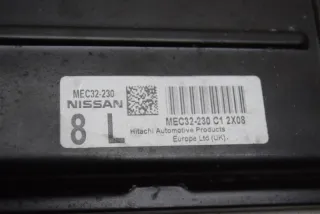 MEC32-230
NISSAN
8 L
MEC32-230 C1 2X08
Hitachi Automotive Products
Europe Ltd (UK).